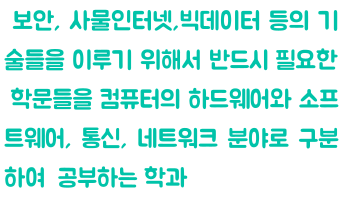 보안, 사물인터넷,빅데이터 등의 기
술들을 이루기 위해서 반드시 필요한
학문들을 컴퓨터의 하드웨어와 소프
트웨어, 통신, 네트워크 분야로 구분
하여 공부하는 학과